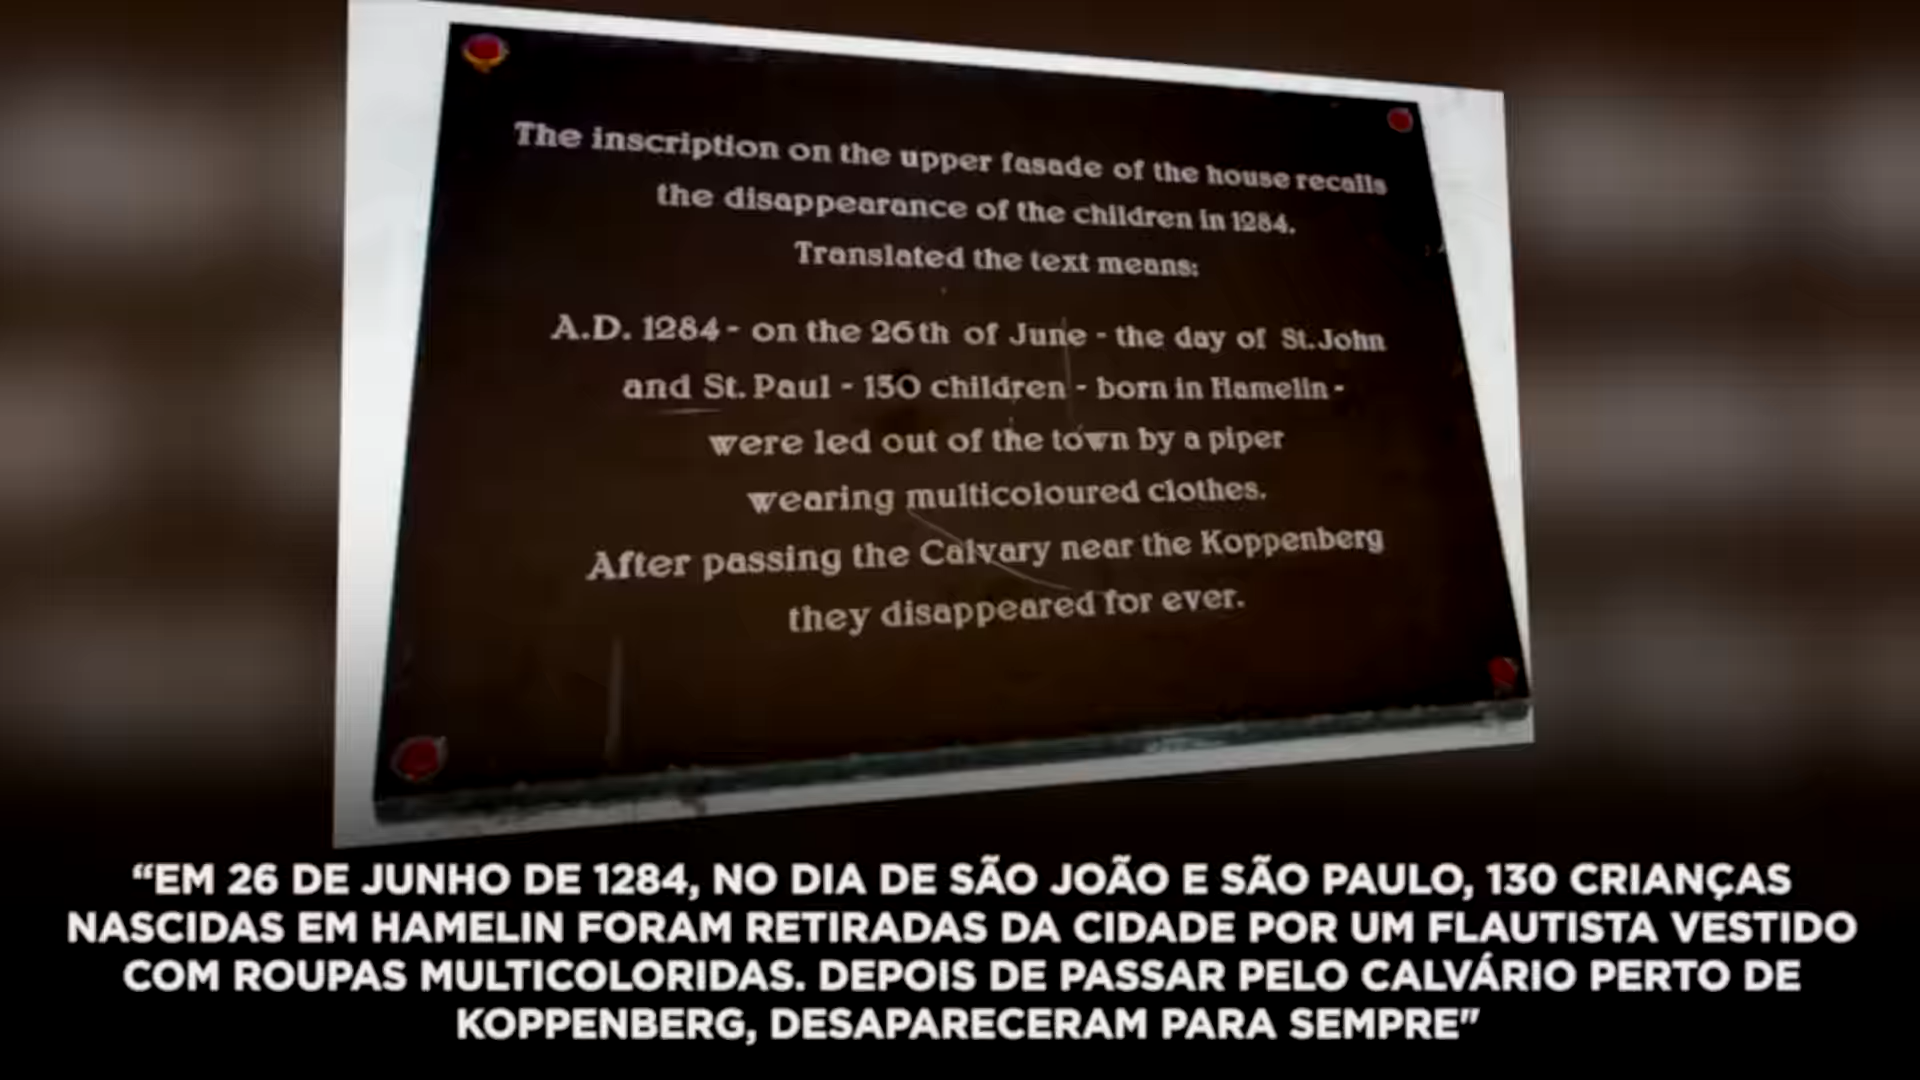 The inscription on the upper fasade of the house recalls
the disappearance of the children in 1284.
Translated the text means:
A.D. 1284 - on the 26th of June - the day of St. John
and St. Paul - 130 children - born in Hamelin -
were led out of the town by a piper
wearing multicoloured clothes.
After passing the Calvary near the Koppenberg
they disappeared for ever.
“EM 26 DE JUNHO DE 1284, NO DIA DE SÃO JOÃO E SÃO PAULO, 130 CRIANÇAS
NASCIDAS EM HAMELIN FORAM RETIRADAS DA CIDADE POR UM FLAUTISTA VESTIDO
COM ROUPAS MULTICOLORIDAS. DEPOIS DE PASSAR PELO CALVÁRIO PERTO DE
KOPPENBERG, DESAPARECERAM PARA SEMPRE"